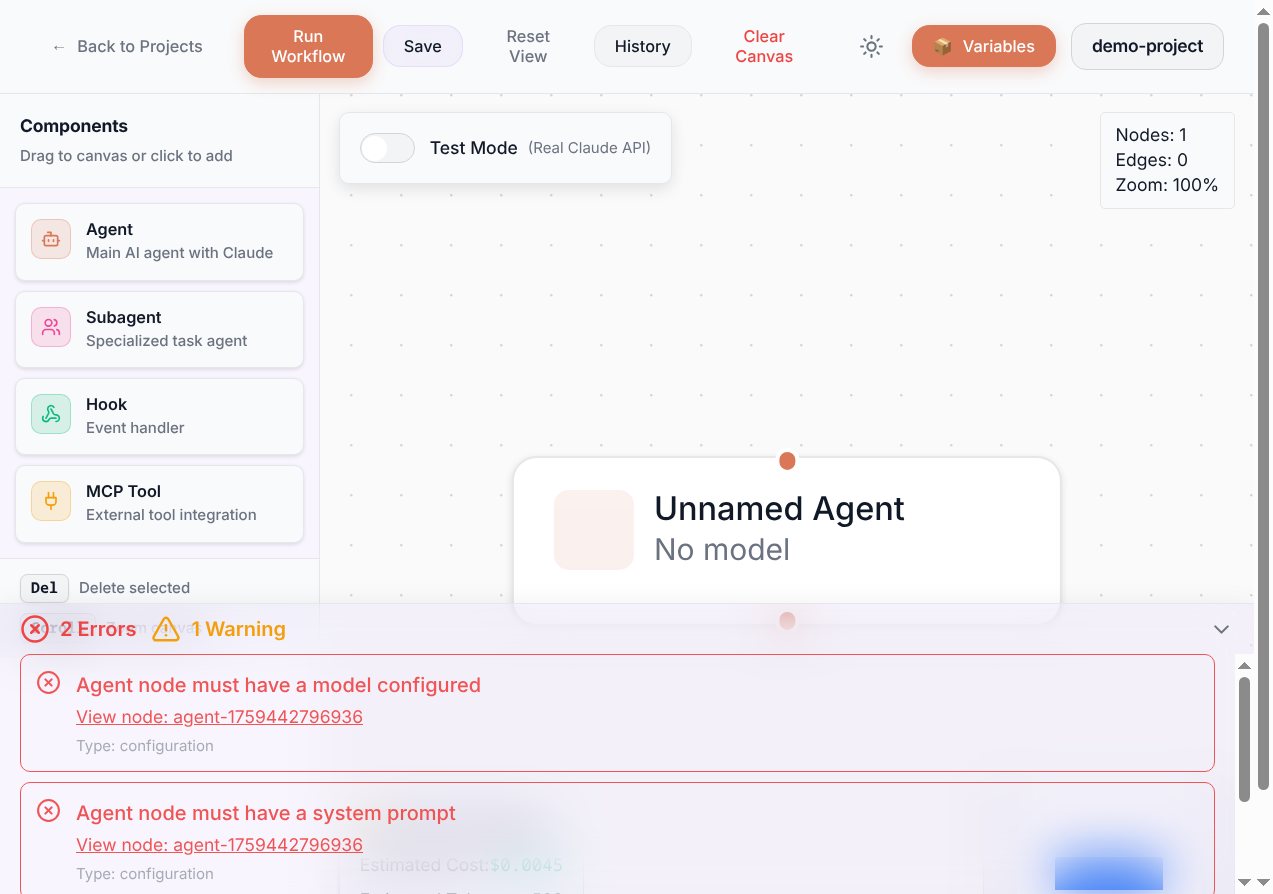 ← Back to Projects
Run
Workflow
Save
Reset
View
History
Clear
Canvas
Variables
demo-project
Components
Drag to canvas or click to add
Agent
Main AI agent with Claude
Subagent
Specialized task agent
Hook
Event handler
MCP Tool
External tool integration
Del Delete selected
Test Mode (Real Claude API)
Nodes: 1
Edges: 0
Zoom: 100%
Unnamed Agent
No model
2 Errors 1 Warning
Agent node must have a model configured
View node: agent-1759442796936
Type: configuration
Agent node must have a system prompt
View node: agent-1759442796936
Type: configuration
Estimated Cost:$0.0045